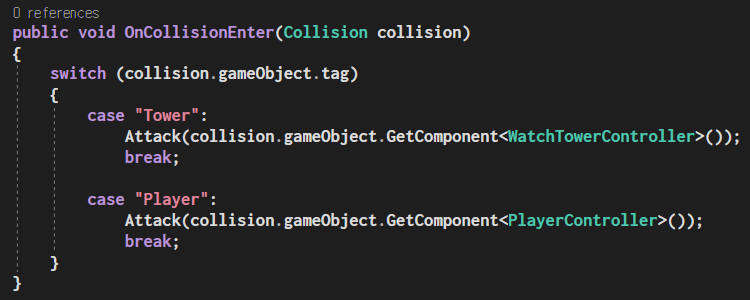 0 references
public void OnCollisionEnter(Collision collision)
{
    switch (collision.gameObject.tag)
    {
        case "Tower":
            Attack(collision.gameObject.GetComponent<WatchTowerController>());
            break;

        case "Player":
            Attack(collision.gameObject.GetComponent<PlayerController>());
            break;
    }
}